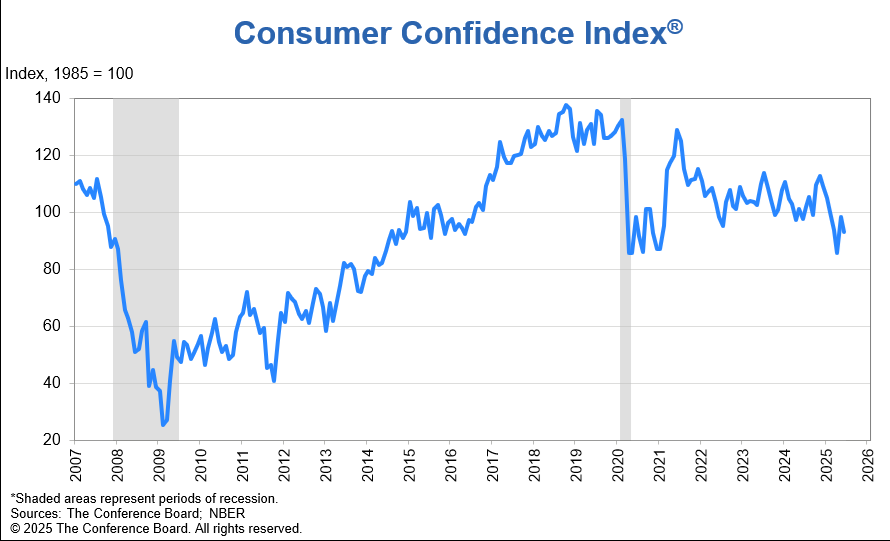 Consumer Confidence Index®
Index, 1985 = 100
140
120
100
80
60
40
20
2007 2008 2009 2010 2011 2012 2013 2014 2015 2016 2017 2018 2019 2020 2021 2022 2023 2024 2025 2026
*Shaded areas represent periods of recession.
Sources: The Conference Board; NBER
© 2025 The Conference Board. All rights reserved.